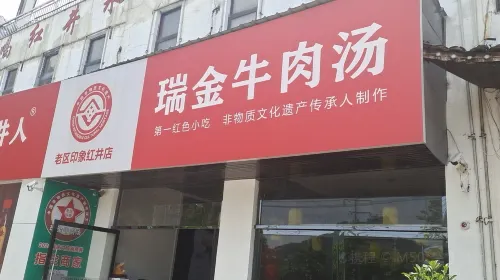 井人®
瑞金牛肉汤
第一红色小吃 非物质文化遗产传承人制作
老区印象红井店